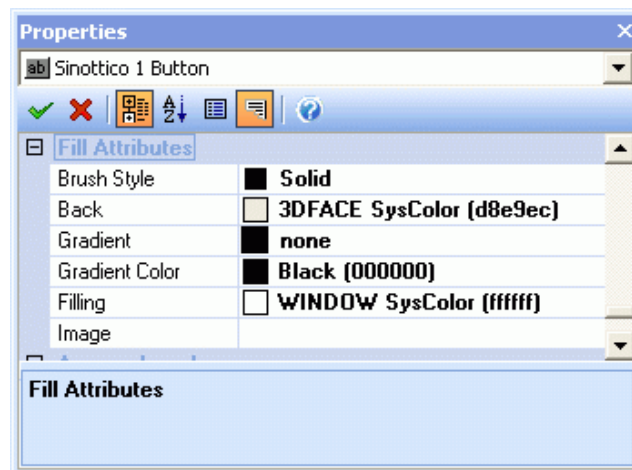 Properties
ab Sinottico 1 Button
A
Z
Fill Attributes
Brush Style Solid
Back 3DFACE SysColor (d8e9ec)
Gradient none
Gradient Color Black (000000)
Filling WINDOW SysColor (ffffff)
Image
Fill Attributes